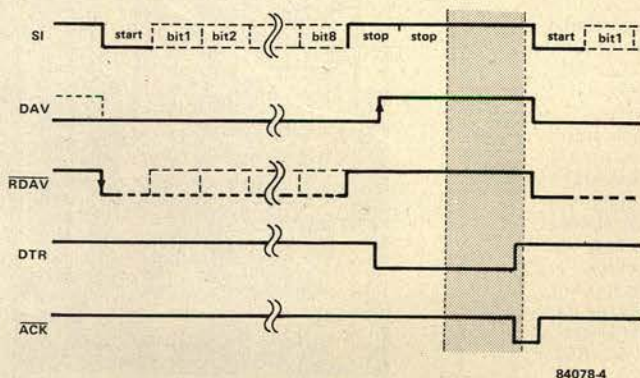 SI start bit1 bit2 bit8 stop stop start bit1
DAV
RDAV
DTR
ACK
84078-4